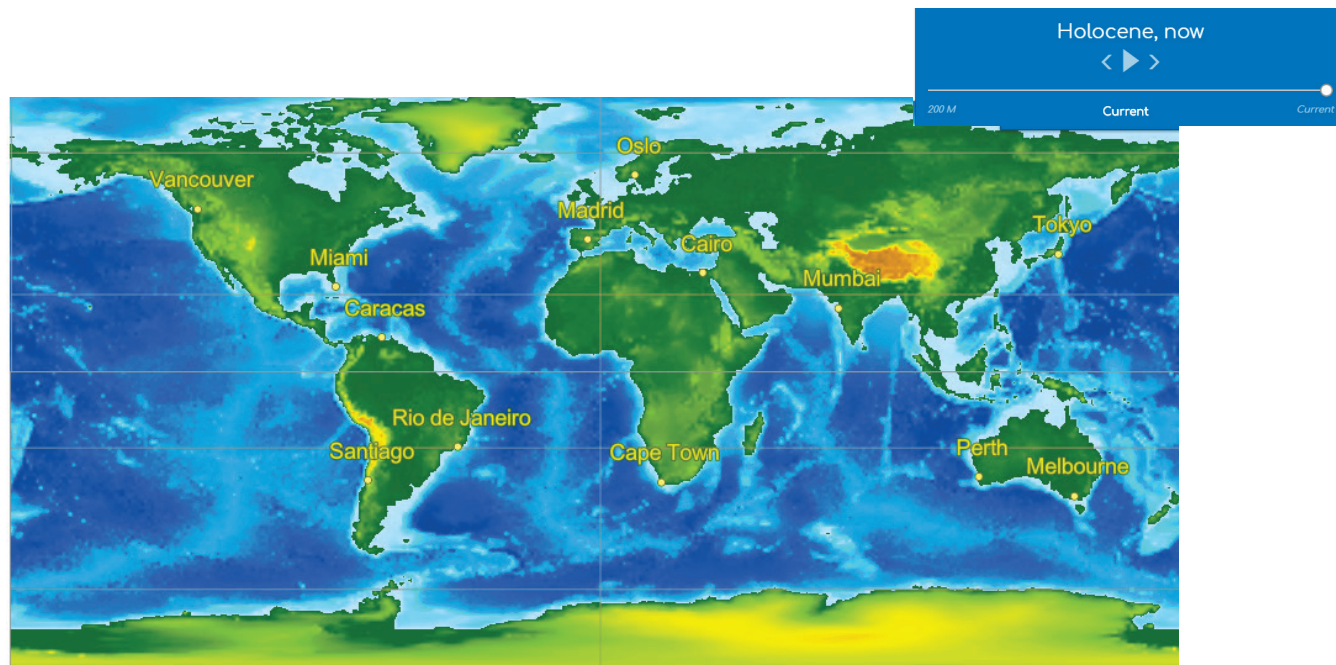 Holocene, now
200 M Current Current
Oslo
Vancouver
Madrid
Tokyo
Cairo
Miami
Mumbai
Caracas
Rio de Janeiro
Santiago
Cape Town
Perth
Melbourne